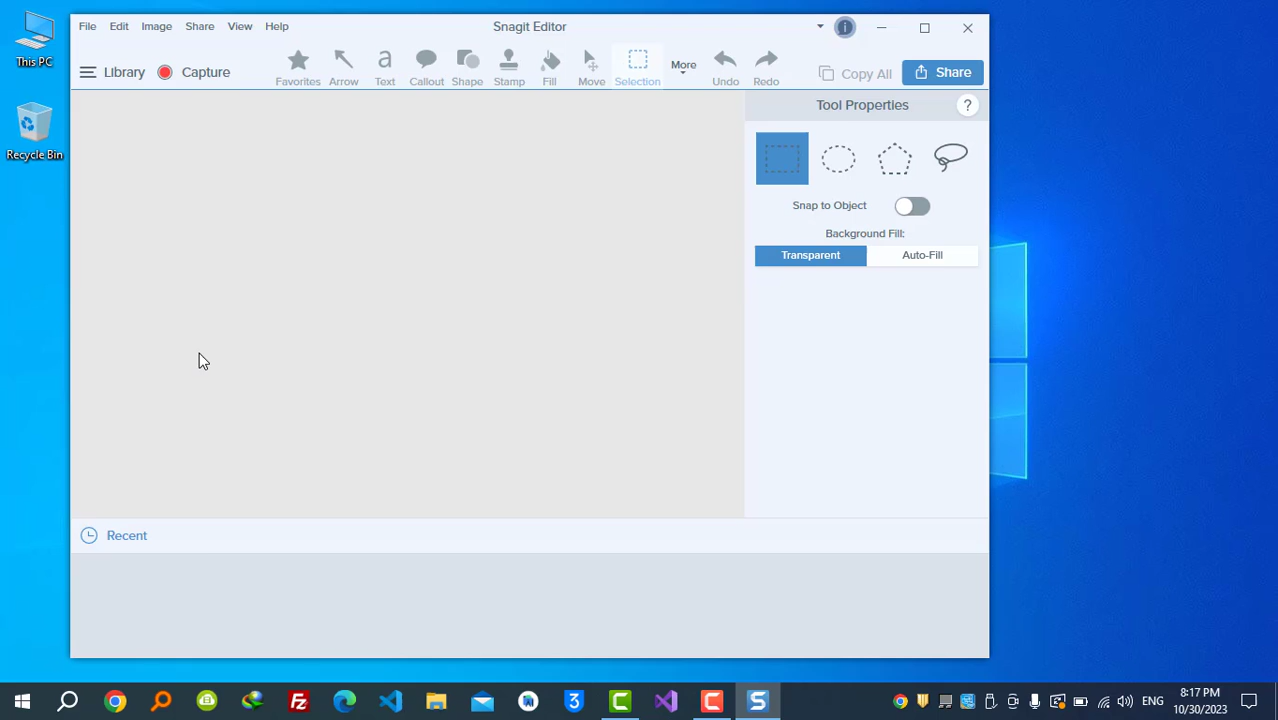 This PC
Recycle Bin
File Edit Image Share View Help
Snagit Editor
Library Capture
Favorites Arrow Text Callout Shape Stamp Fill Move Selection More Undo Redo
Copy All
Share
Tool Properties ?
Snap to Object
Background Fill:
Transparent Auto-Fill
Recent
ENG
8:17 PM
10/30/2023